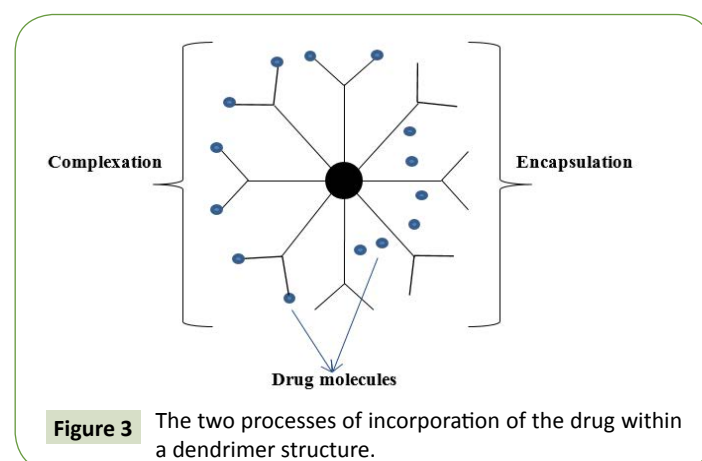 Complexation
Encapsulation
Drug molecules
Figure 3 The two processes of incorporation of the drug within
a dendrimer structure.